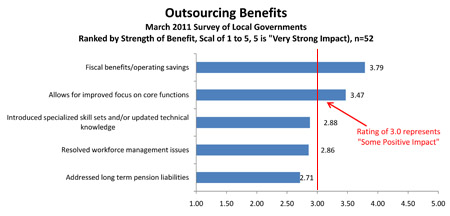 Outsourcing Benefits
March 2011 Survey of Local Governments
Ranked by Strength of Benefit, Scal of 1 to 5, 5 is "Very Strong Impact), n=52
Fiscal benefits/operating savings
3.79
Allows for improved focus on core functions
3.47
Introduced specialized skill sets and/or updated technical
knowledge
2.88
Rating of 3.0 represents
"Some Positive Impact"
Resolved workforce management issues
2.86
Addressed long term pension liabilities
2.71
1.00 1.50 2.00 2.50 3.00 3.50 4.00 4.50 5.00